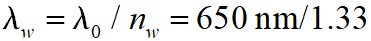 λ_w = λ_0 / n_w = 650 nm/1.33